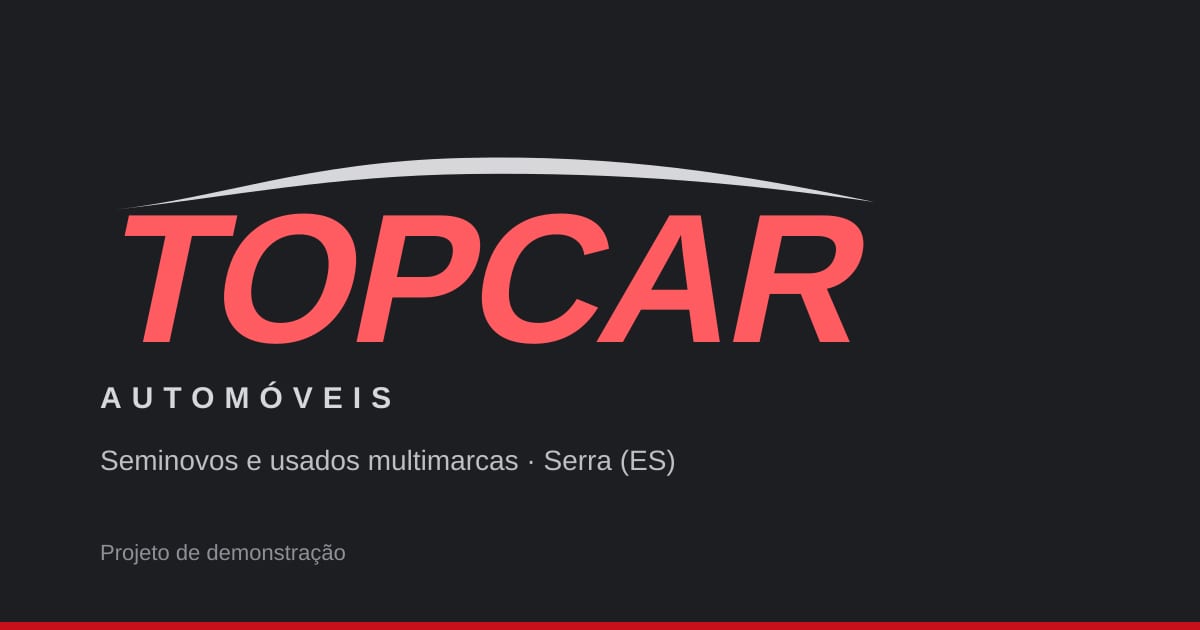 TOPCAR
AUTOMÓVEIS
Seminovos e usados multimarcas · Serra (ES)
Projeto de demonstração